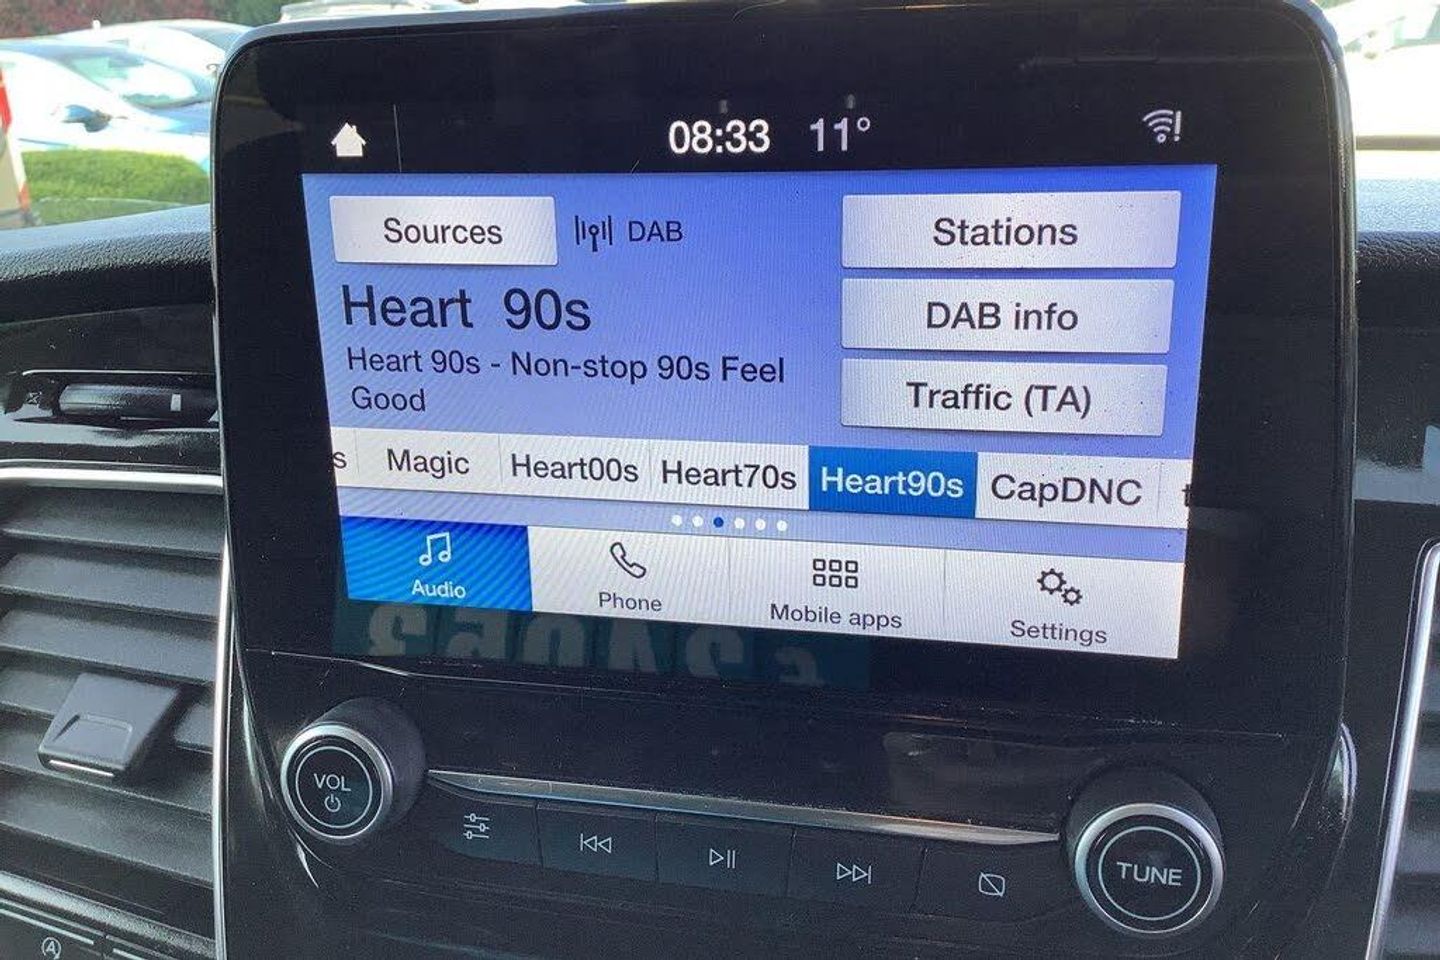 08:33 11°
Sources DAB Stations
Heart 90s
DAB info
Heart 90s - Non-stop 90s Feel
Good
Traffic (TA)
s Magic Heart00s Heart70s Heart90s CapDNC
Audio Phone Mobile apps Settings
VOL
TUNE
A